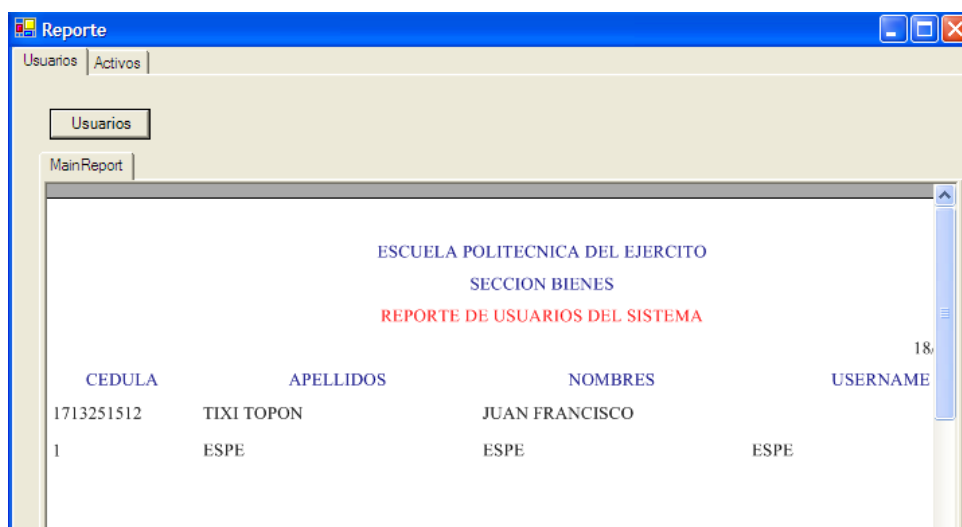 Reporte
Usuarios Activos
Usuarios
MainReport
ESCUELA POLITECNICA DEL EJERCITO
SECCION BIENES
REPORTE DE USUARIOS DEL SISTEMA
18/
CEDULA APELLIDOS NOMBRES USERNAME
1713251512 TIXI TOPON JUAN FRANCISCO
1 ESPE ESPE ESPE